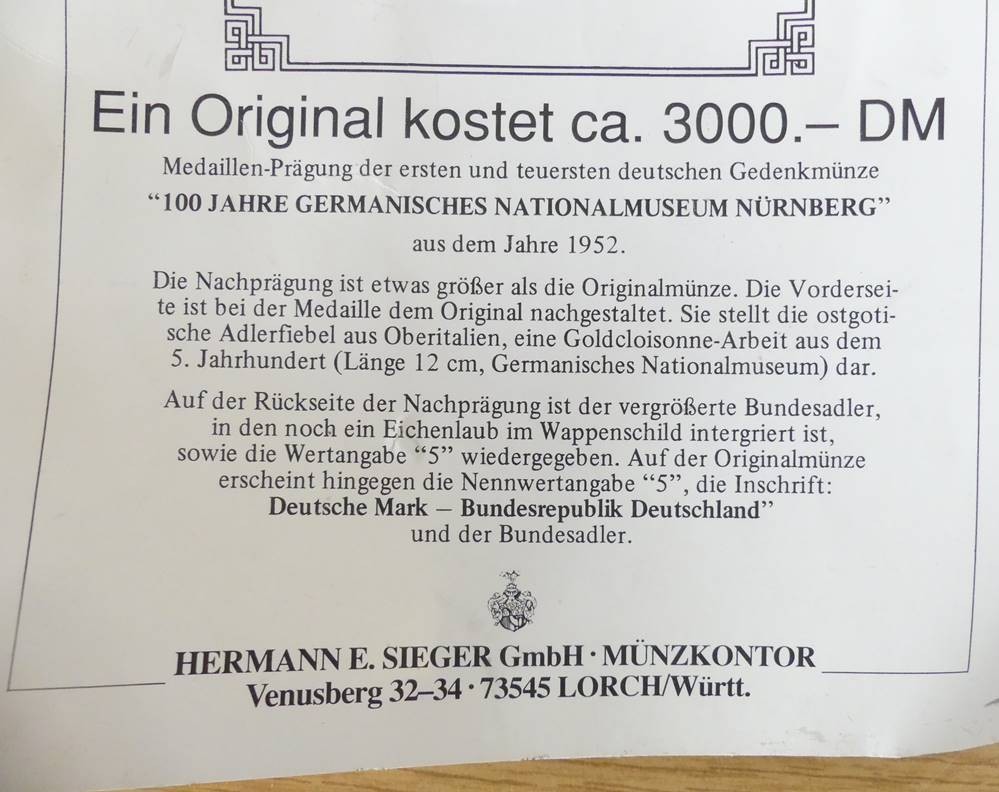 Ein Original kostet ca. 3000.– DM
Medaillen-Prägung der ersten und teuersten deutschen Gedenkmünze
“100 JAHRE GERMANISCHES NATIONALMUSEUM NÜRNBERG”
aus dem Jahre 1952.
Die Nachprägung ist etwas größer als die Originalmünze. Die Vordersei-
te ist bei der Medaille dem Original nachgestaltet. Sie stellt die ostgoti-
sche Adlerfiebel aus Oberitalien, eine Goldcloisonne-Arbeit aus dem
5. Jahrhundert (Länge 12 cm, Germanisches Nationalmuseum) dar.
Auf der Rückseite der Nachprägung ist der vergrößerte Bundesadler,
in den noch ein Eichenlaub im Wappenschild intergriert ist,
sowie die Wertangabe “5” wiedergegeben. Auf der Originalmünze
erscheint hingegen die Nennwertangabe “5”, die Inschrift:
Deutsche Mark – Bundesrepublik Deutschland”
und der Bundesadler.
HERMANN E. SIEGER GmbH · MÜNZKONTOR
Venusberg 32–34 · 73545 LORCH/Württ.